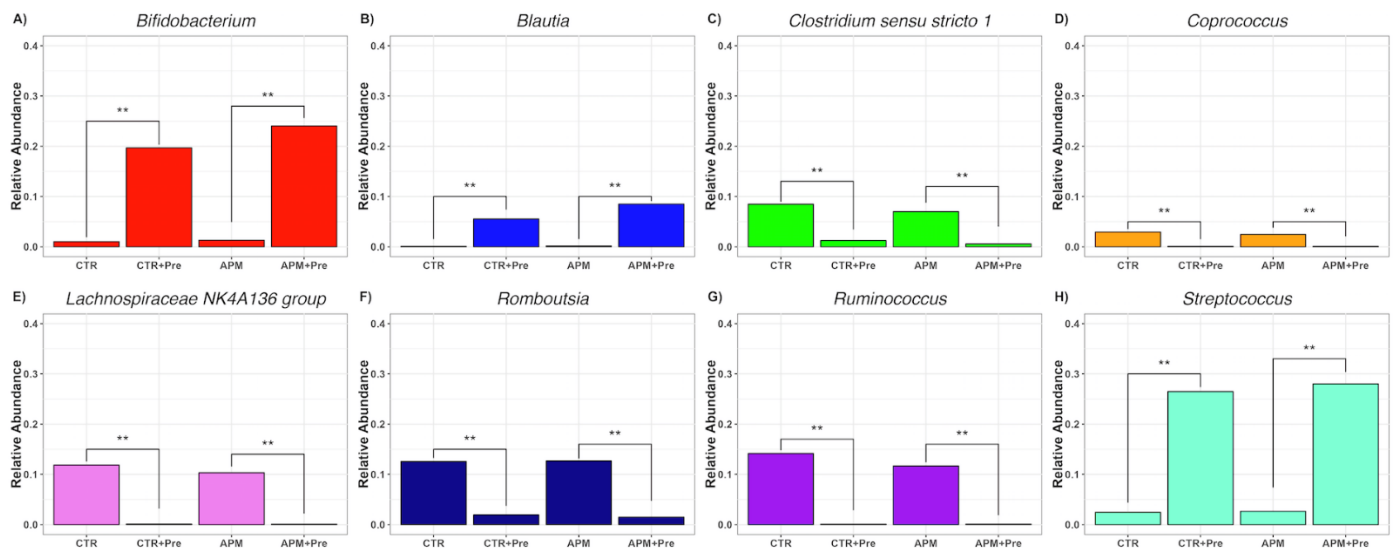 A) Bifidobacterium
Relative Abundance
0.4
0.3
0.2
0.1
0.0
**
**
CTR
CTR+Pre
APM
APM+Pre
B) Blautia
Relative Abundance
0.4
0.3
0.2
0.1
0.0
**
**
CTR
CTR+Pre
APM
APM+Pre
C) Clostridium sensu stricto 1
Relative Abundance
0.4
0.3
0.2
0.1
0.0
**
**
CTR
CTR+Pre
APM
APM+Pre
D) Coprococcus
Relative Abundance
0.4
0.3
0.2
0.1
0.0
**
**
CTR
CTR+Pre
APM
APM+Pre
E) Lachnospiraceae NK4A136 group
Relative Abundance
0.4
0.3
0.2
0.1
0.0
**
**
CTR
CTR+Pre
APM
APM+Pre
F) Romboutsia
Relative Abundance
0.4
0.3
0.2
0.1
0.0
**
**
CTR
CTR+Pre
APM
APM+Pre
G) Ruminococcus
Relative Abundance
0.4
0.3
0.2
0.1
0.0
**
**
CTR
CTR+Pre
APM
APM+Pre
H) Streptococcus
Relative Abundance
0.4
0.3
0.2
0.1
0.0
**
**
CTR
CTR+Pre
APM
APM+Pre